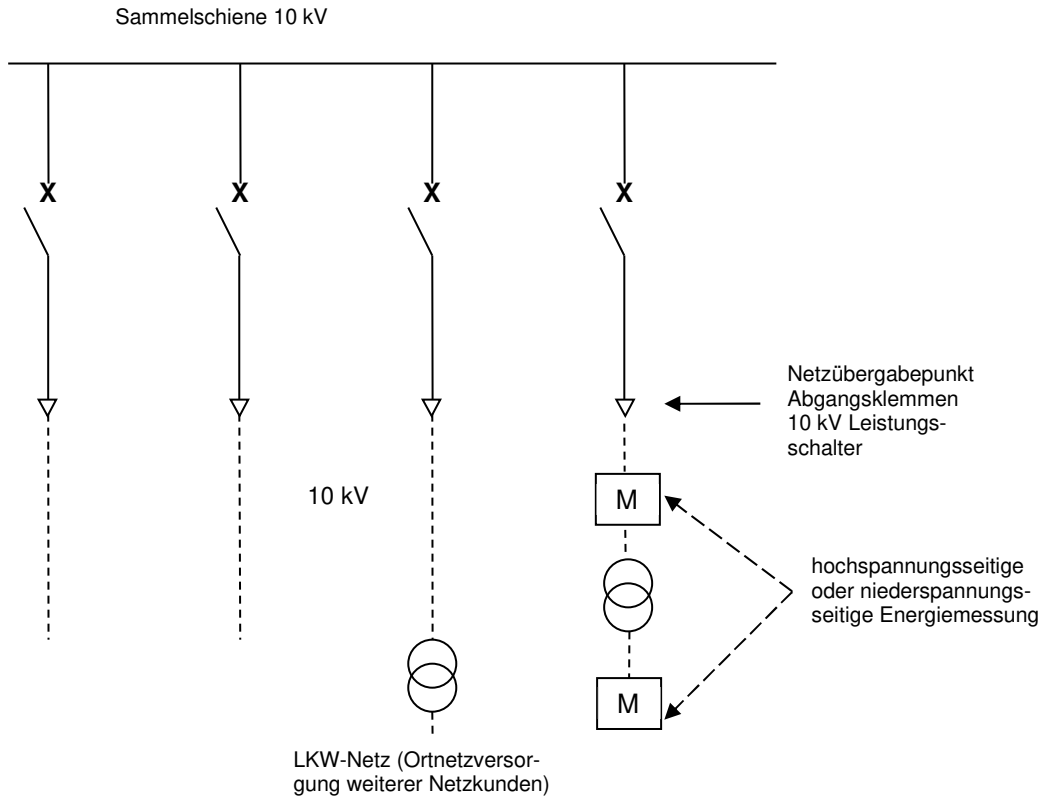 Sammelschiene 10 kV
X X X X
Netzübergabepunkt
Abgangsklemmen
10 kV Leistungs-
schalter
M
10 kV
hochspannungsseitige
oder niederspannungs-
seitige Energiemessung
M
LKW-Netz (Ortnetzversor-
gung weiterer Netzkunden)